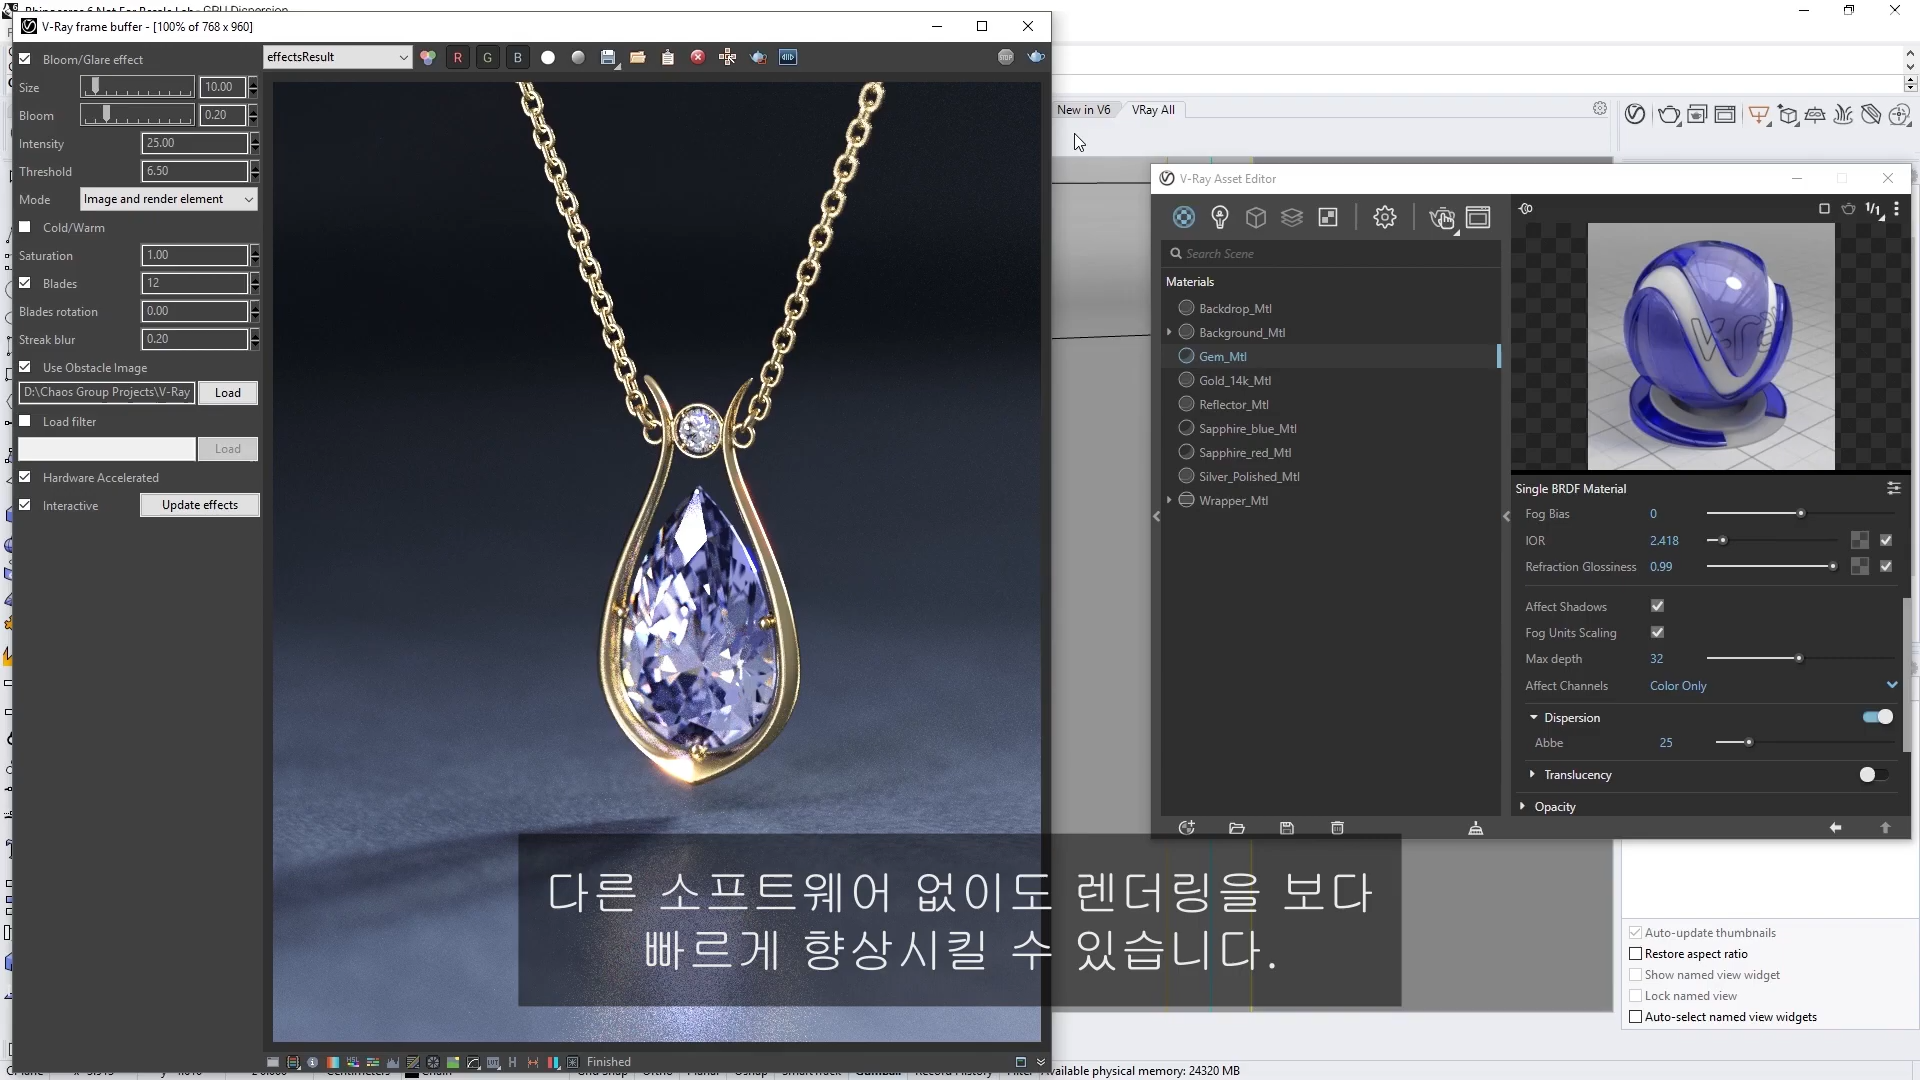 V-Ray frame buffer - [100% of 768 x 960]
Bloom/Glare effect
effectsResult
R G B
Size 10.00
Bloom 0.20
Intensity 25.00
Threshold 6.50
Mode Image and render element
Cold/Warm
Saturation 1.00
Blades 12
Blades rotation 0.00
Streak blur 0.20
Use Obstacle Image
D:\Chaos Group Projects\V-Ray Load
Load filter
Load
Hardware Accelerated
Interactive Update effects
Finished
New in V6 VRay All
V-Ray Asset Editor
Search Scene
Materials
Backdrop_Mtl
Background_Mtl
Gem_Mtl
Gold_14k_Mtl
Reflector_Mtl
Sapphire_blue_Mtl
Sapphire_red_Mtl
Silver_Polished_Mtl
Wrapper_Mtl
1/1
v-ray
Single BRDF Material
Fog Bias 0
IOR 2.418
Refraction Glossiness 0.99
Affect Shadows
Fog Units Scaling
Max depth 32
Affect Channels Color Only
Dispersion
Abbe 25
Translucency
Opacity
다른 소프트웨어 없이도 렌더링을 보다
빠르게 향상시킬 수 있습니다.
Auto-update thumbnails
Restore aspect ratio
Show named view widget
Lock named view
Auto-select named view widgets
Available physical memory: 24320 MB